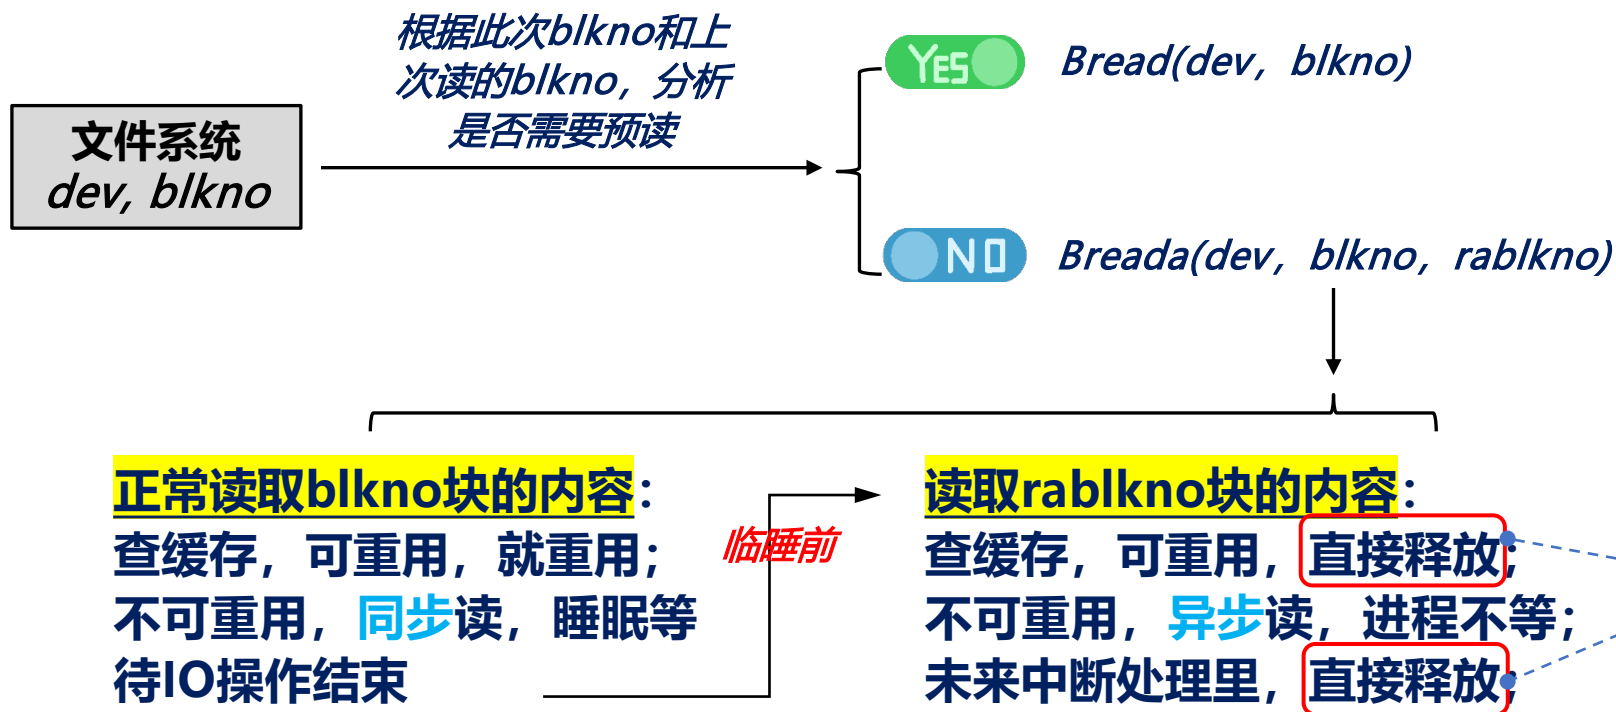 根据此次blkno和上
次读的blkno，分析
是否需要预读
文件系统
dev, blkno
YES
Bread(dev，blkno)
NO
Breada(dev，blkno，rablkno)
正常读取blkno块的内容：
查缓存，可重用，就重用；
不可重用，同步读，睡眠等
待IO操作结束
临睡前
读取rablkno块的内容：
查缓存，可重用，直接释放；
不可重用，异步读，进程不等；
未来中断处理里，直接释放；